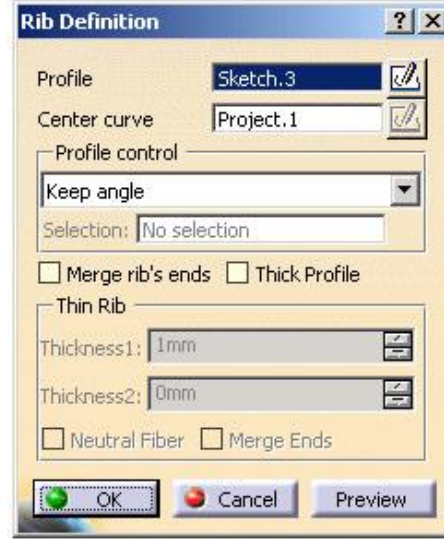 Rib Definition ? X
Profile Sketch.3
Center curve Project.1
Profile control
Keep angle
Selection: No selection
Merge rib's ends Thick Profile
Thin Rib
Thickness1: 1mm
Thickness2: 0mm
Neutral Fiber Merge Ends
OK Cancel Preview